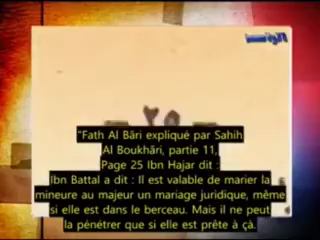 ٢٥
"Fath Al Bâri expliqué par Sahih
Al Boukhâri, partie 11,
Page 25 Ibn Hajar dit :
Ibn Battal a dit : Il est valable de marier la
mineure au majeur un mariage juridique, même
si elle est dans le berceau. Mais il ne peut
la pénétrer que si elle est prête à çà.